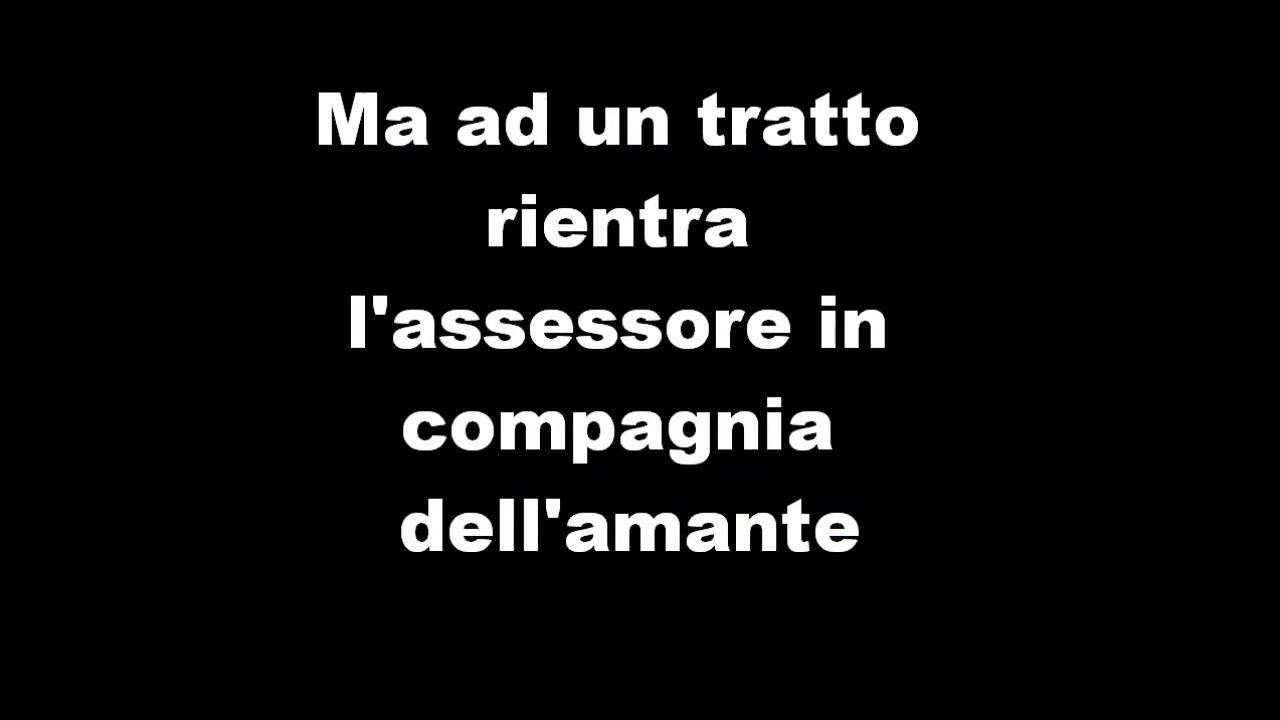 Ma ad un tratto
rientra
l'assessore in
compagnia
dell'amante